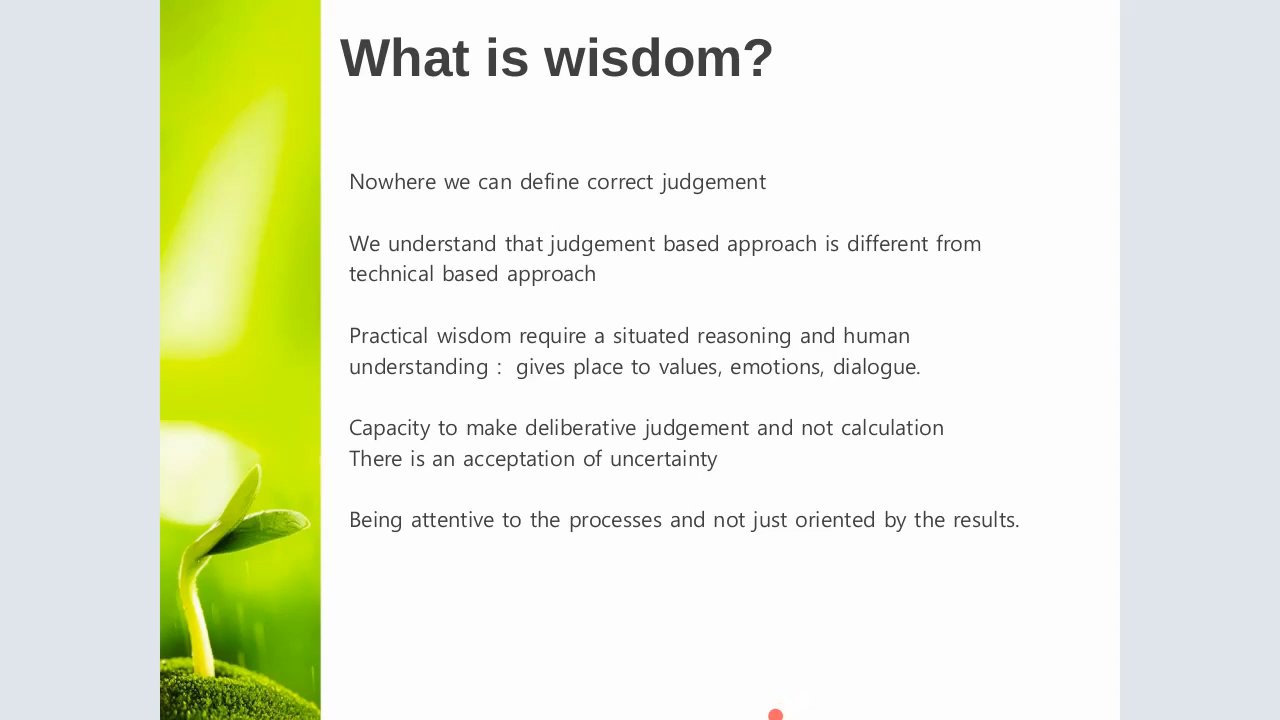 What is wisdom?
Nowhere we can define correct judgement
We understand that judgement based approach is different from
technical based approach
Practical wisdom require a situated reasoning and human
understanding :  gives place to values, emotions, dialogue.
Capacity to make deliberative judgement and not calculation
There is an acceptation of uncertainty
Being attentive to the processes and not just oriented by the results.